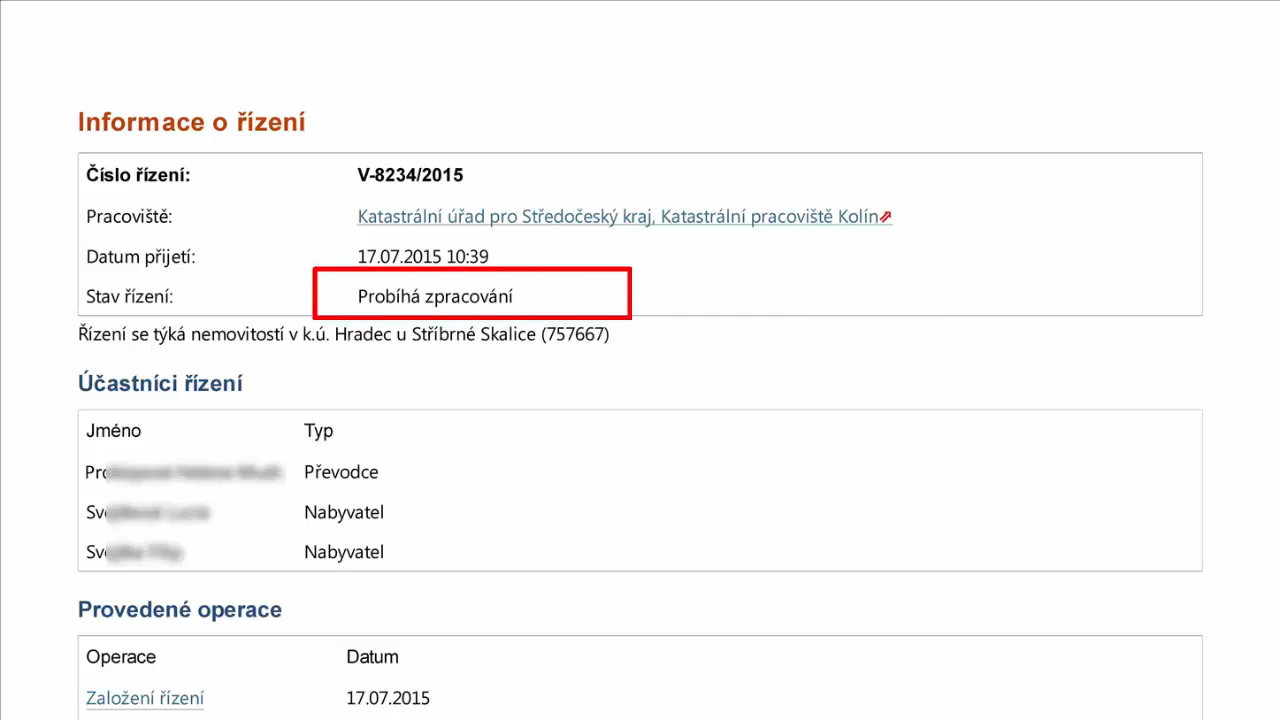 Informace o řízení
Číslo řízení: V-8234/2015
Pracoviště: Katastrální úřad pro Středočeský kraj, Katastrální pracoviště Kolín
Datum přijetí: 17.07.2015 10:39
Stav řízení: Probíhá zpracování
Řízení se týká nemovitostí v k.ú. Hradec u Stříbrné Skalice (757667)
Účastníci řízení
Jméno Typ
Převodce
Nabyvatel
Nabyvatel
Provedené operace
Operace Datum
Založení řízení 17.07.2015